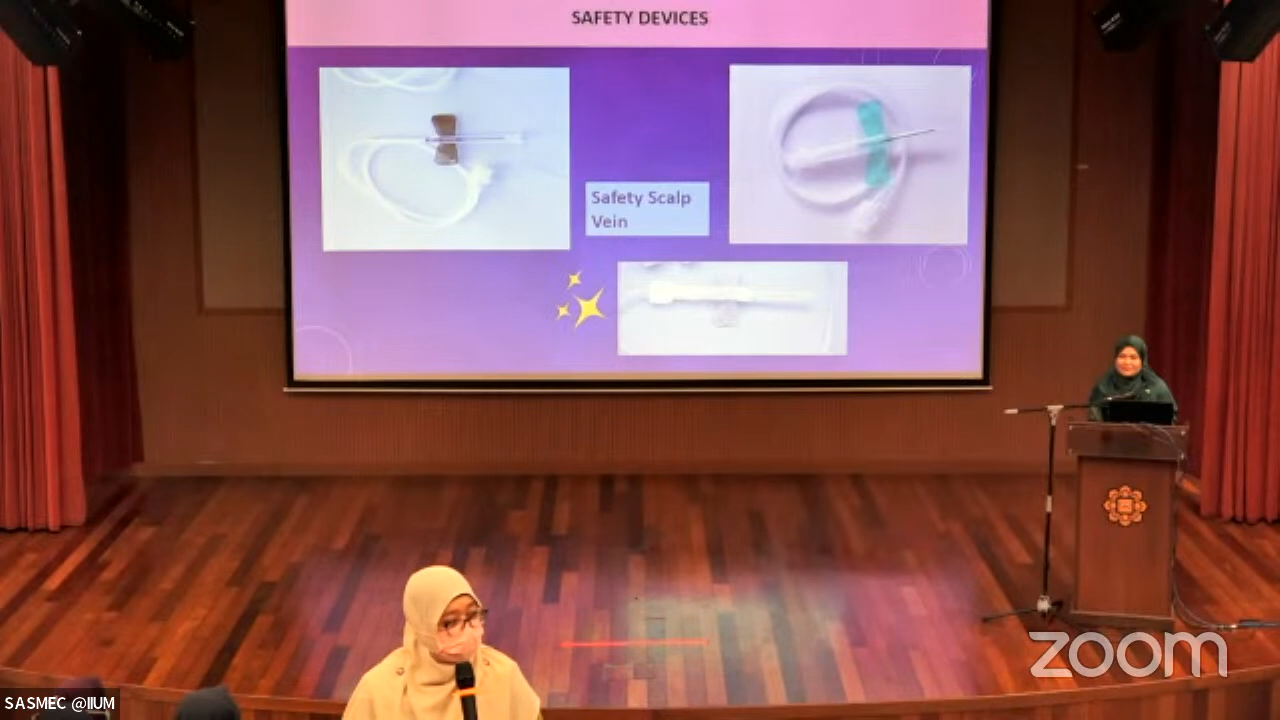 SAFETY DEVICES
Safety Scalp
Vein
zoom
SASMEC @IIUM